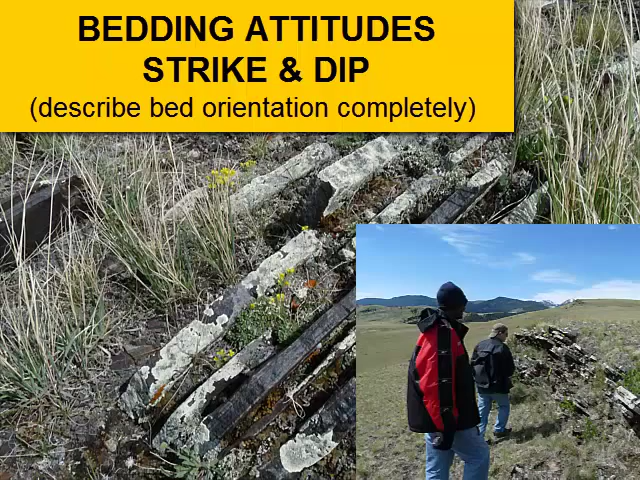 BEDDING ATTITUDES
STRIKE & DIP
(describe bed orientation completely)